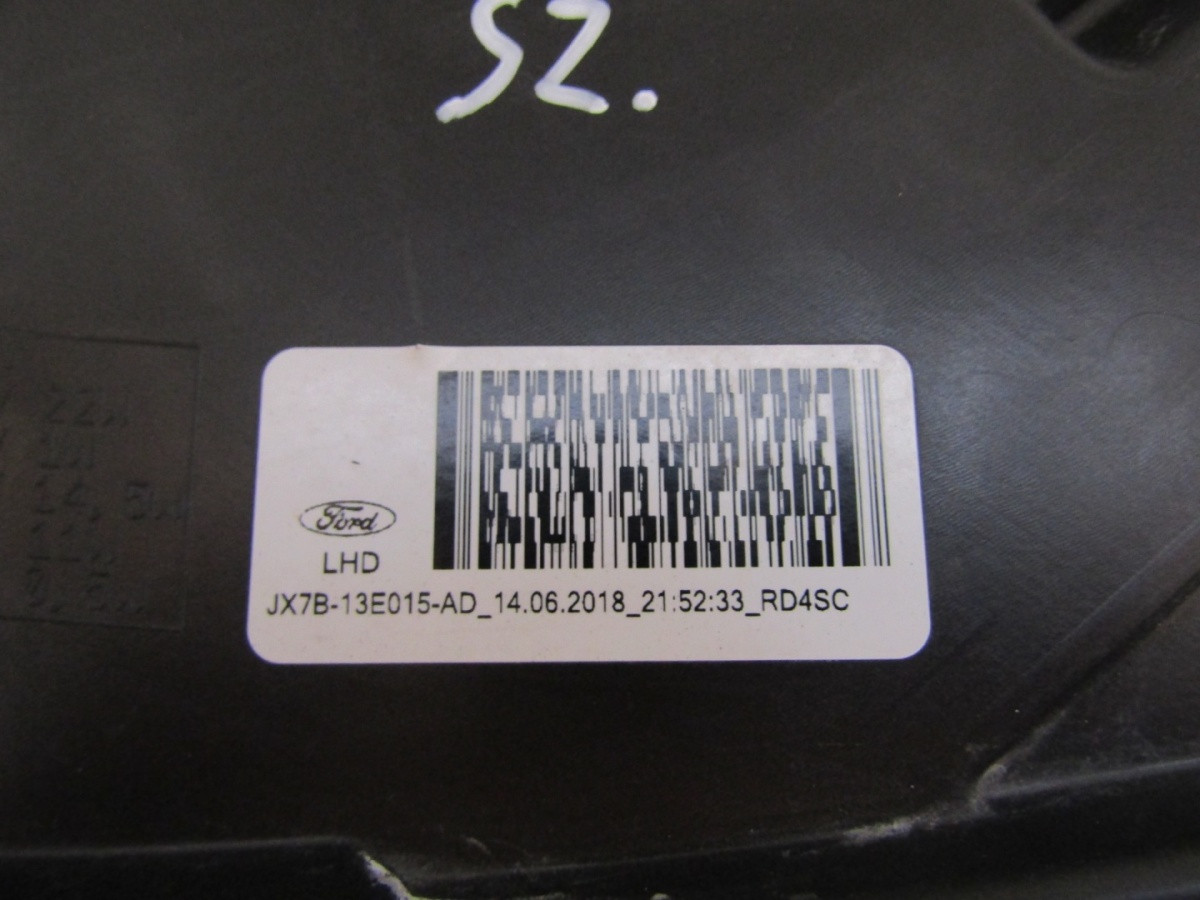 SZ.
Ford
LHD
JX7B-13E015-AD_14.06.2018_21:52:33_RD4SC